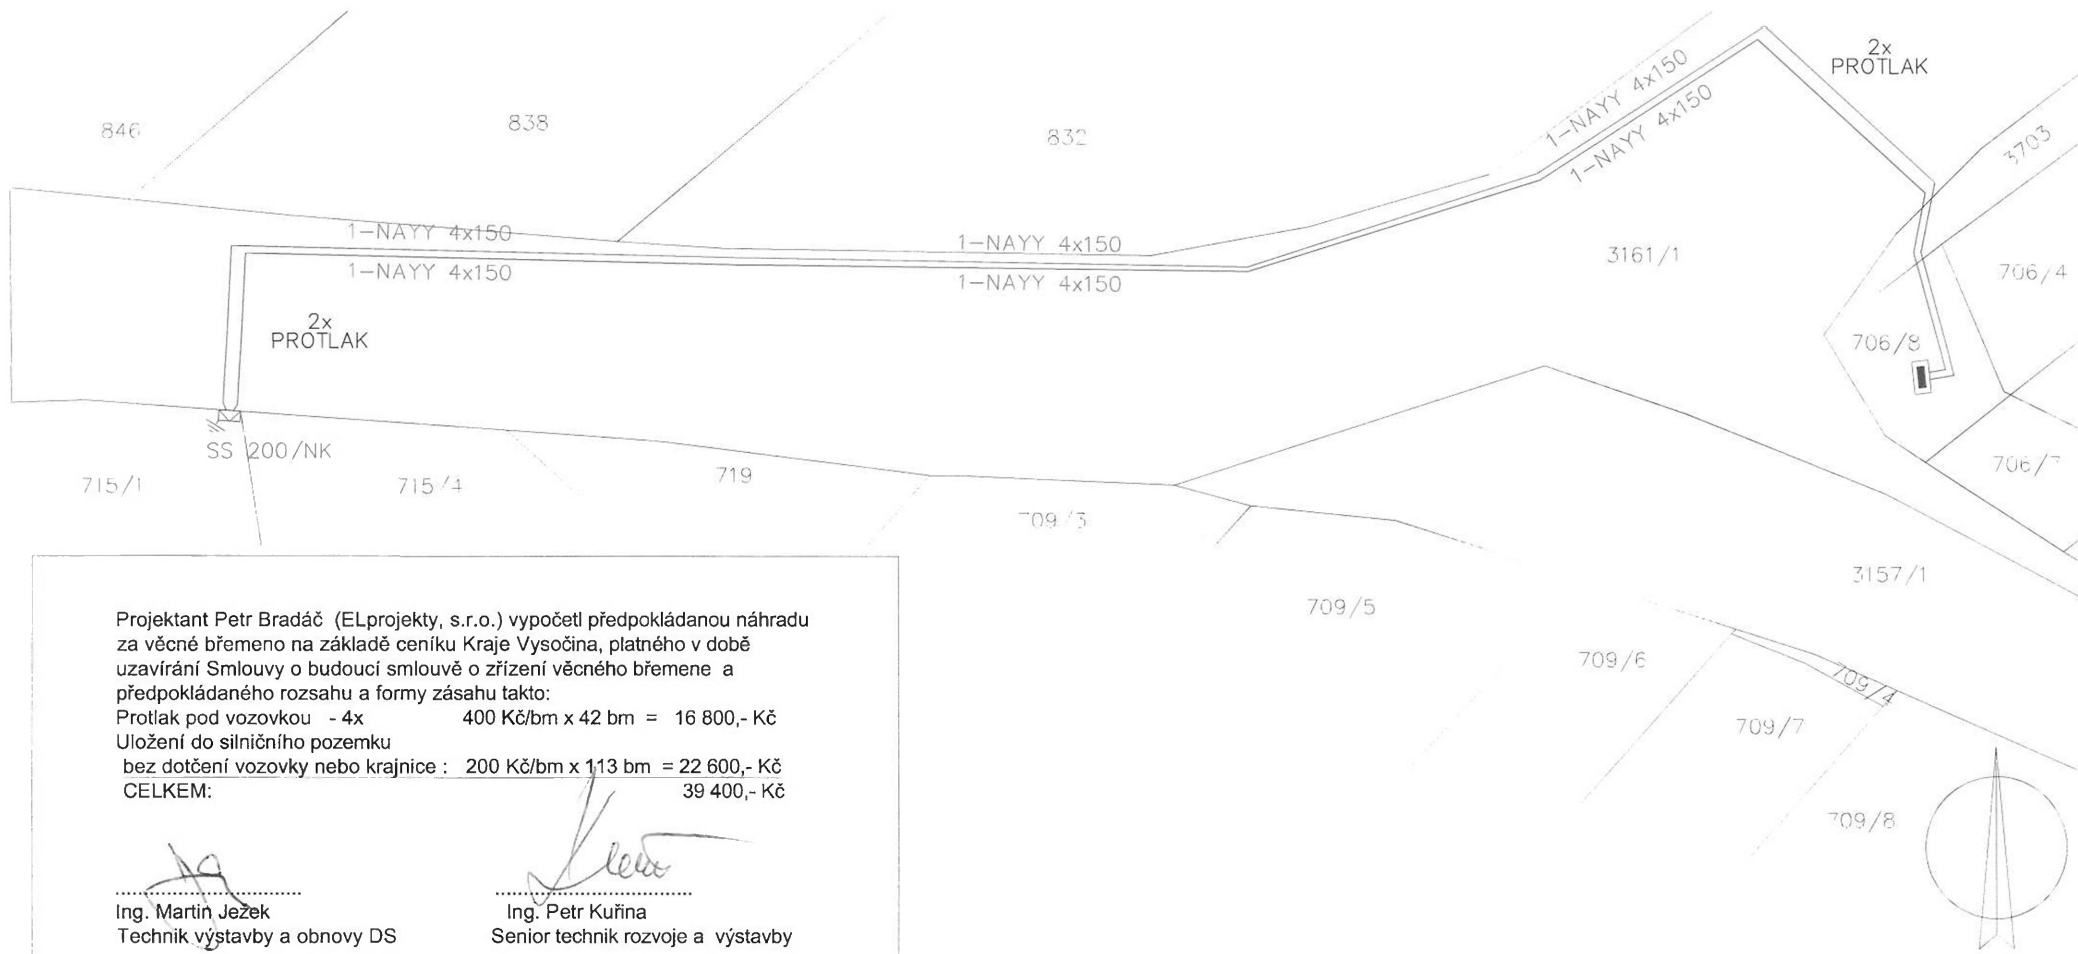 2x
PROTLAK
846
838
832
1-NAYY 4x150
1-NAYY 4x150
3703
1-NAYY 4x150
1-NAYY 4x150
1-NAYY 4x150
1-NAYY 4x150
3161/1
706/4
2x
PROTLAK
706/8
SS 200/NK
715/1
715/4
719
706/7
709/3
3157/1
709/5
709/6
709/4
709/7
709/8
Projektant Petr Bradáč (ELprojekty, s.r.o.) vypočetl předpokládanou náhradu
za věcné břemeno na základě ceníku Kraje Vysočina, platného v době
uzavírání Smlouvy o budoucí smlouvě o zřízení věcného břemene a
předpokládaného rozsahu a formy zásahu takto:
Protlak pod vozovkou - 4x 400 Kč/bm x 42 bm = 16 800,- Kč
Uložení do silničního pozemku
bez dotčení vozovky nebo krajnice : 200 Kč/bm x 113 bm = 22 600,- Kč
CELKEM: 39 400,- Kč
Ing. Martin Ježek Ing. Petr Kuřina
Technik výstavby a obnovy DS Senior technik rozvoje a výstavby